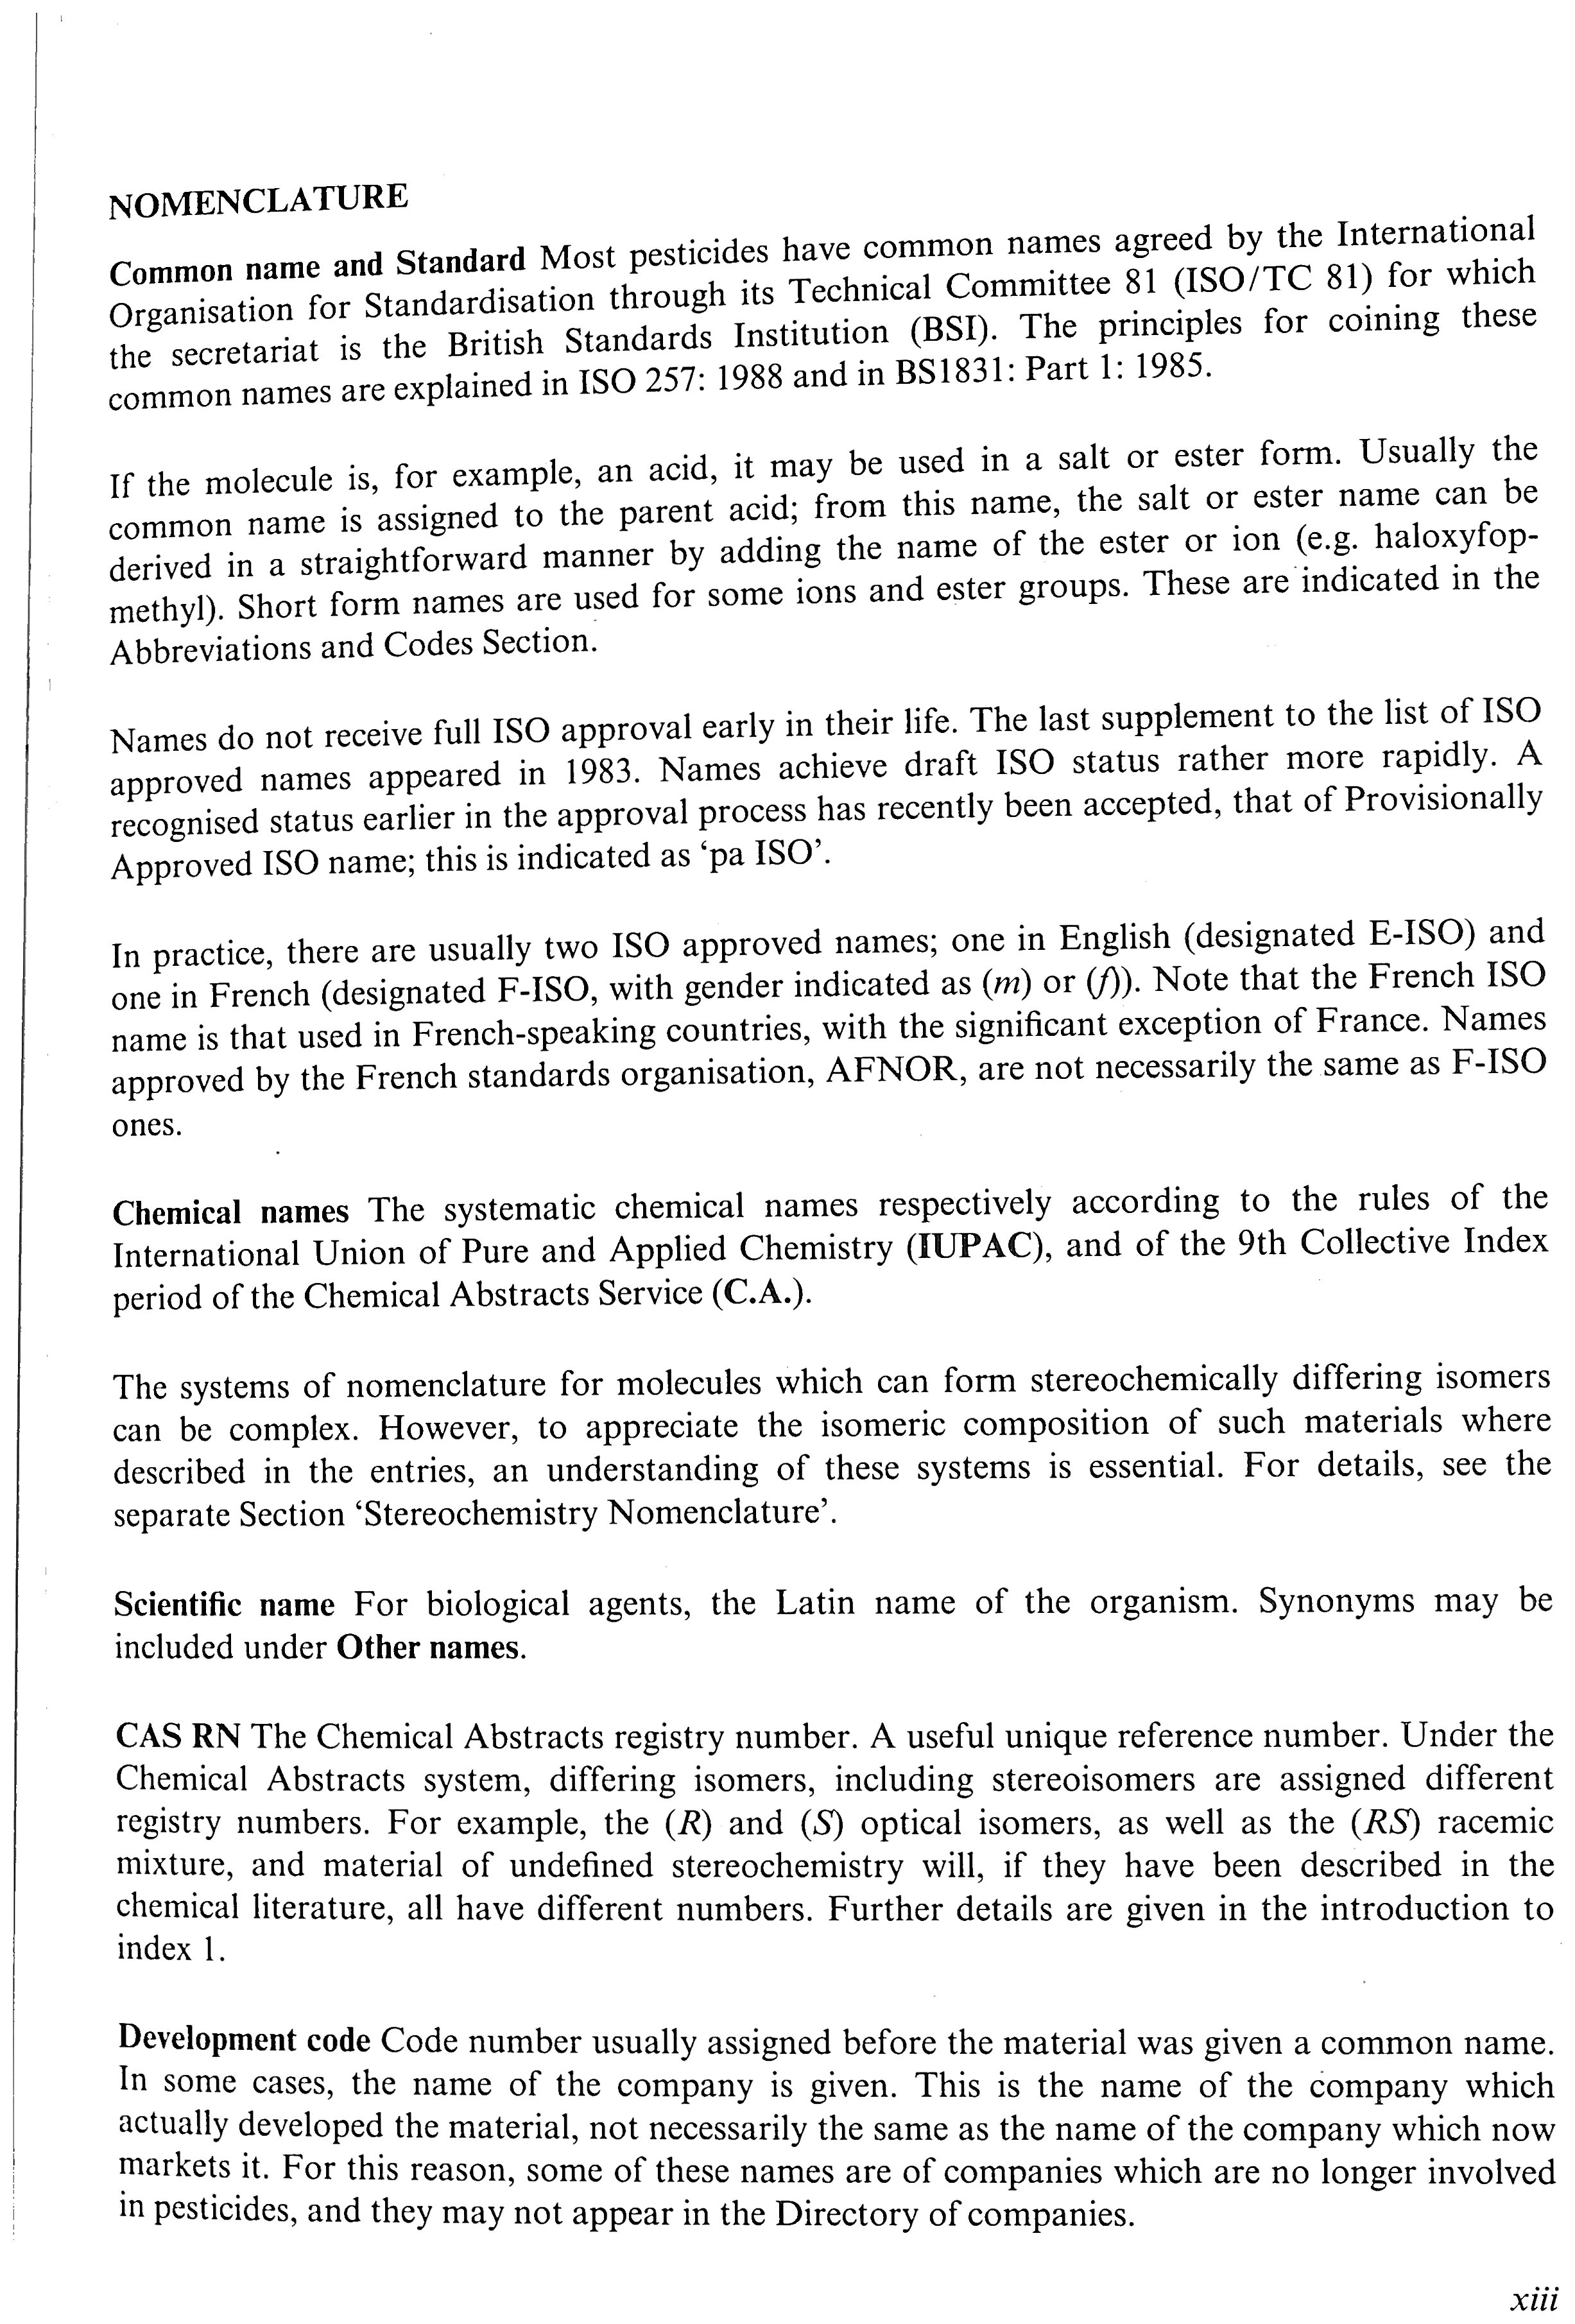 NOMENCLATURE
Common name and Standard Most pesticides have common names agreed by the International
Organisation for Standardisation through its Technical Committee 81 (ISO/TC 81) for which
the secretariat is the British Standards Institution (BSI). The principles for coining these
common names are explained in ISO 257: 1988 and in BS1831: Part 1: 1985.
If the molecule is, for example, an acid, it may be used in a salt or ester form. Usually the
common name is assigned to the parent acid; from this name, the salt or ester name can be
derived in a straightforward manner by adding the name of the ester or ion (e.g. haloxyfop-
methyl). Short form names are used for some ions and ester groups. These are indicated in the
Abbreviations and Codes Section.
Names do not receive full ISO approval early in their life. The last supplement to the list of ISO
approved names appeared in 1983. Names achieve draft ISO status rather more rapidly. A
recognised status earlier in the approval process has recently been accepted, that of Provisionally
Approved ISO name; this is indicated as ‘pa ISO’.
In practice, there are usually two ISO approved names; one in English (designated E-ISO) and
one in French (designated F-ISO, with gender indicated as (m) or (f)). Note that the French ISO
name is that used in French-speaking countries, with the significant exception of France. Names
approved by the French standards organisation, AFNOR, are not necessarily the same as F-ISO
ones.
Chemical names The systematic chemical names respectively according to the rules of the
International Union of Pure and Applied Chemistry (IUPAC), and of the 9th Collective Index
period of the Chemical Abstracts Service (C.A.).
The systems of nomenclature for molecules which can form stereochemically differing isomers
can be complex. However, to appreciate the isomeric composition of such materials where
described in the entries, an understanding of these systems is essential. For details, see the
separate Section ‘Stereochemistry Nomenclature’.
Scientific name For biological agents, the Latin name of the organism. Synonyms may be
included under Other names.
CAS RN The Chemical Abstracts registry number. A useful unique reference number. Under the
Chemical Abstracts system, differing isomers, including stereoisomers are assigned different
registry numbers. For example, the (R) and (S) optical isomers, as well as the (RS) racemic
mixture, and material of undefined stereochemistry will, if they have been described in the
chemical literature, all have different numbers. Further details are given in the introduction to
index 1.
Development code Code number usually assigned before the material was given a common name.
In some cases, the name of the company is given. This is the name of the company which
actually developed the material, not necessarily the same as the name of the company which now
markets it. For this reason, some of these names are of companies which are no longer involved
in pesticides, and they may not appear in the Directory of companies.
xiii